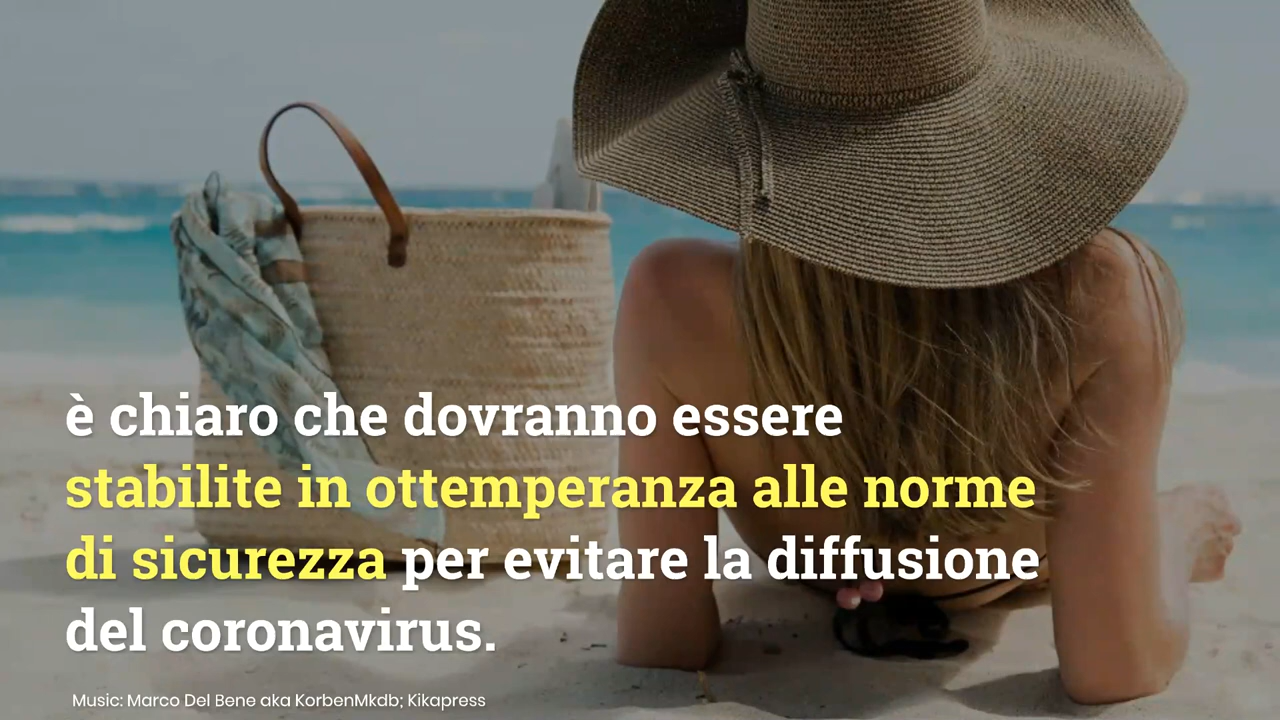 è chiaro che dovranno essere
stabilite in ottemperanza alle norme
di sicurezza per evitare la diffusione
del coronavirus.
Music: Marco Del Bene aka KorbenMkdb; Kikapress